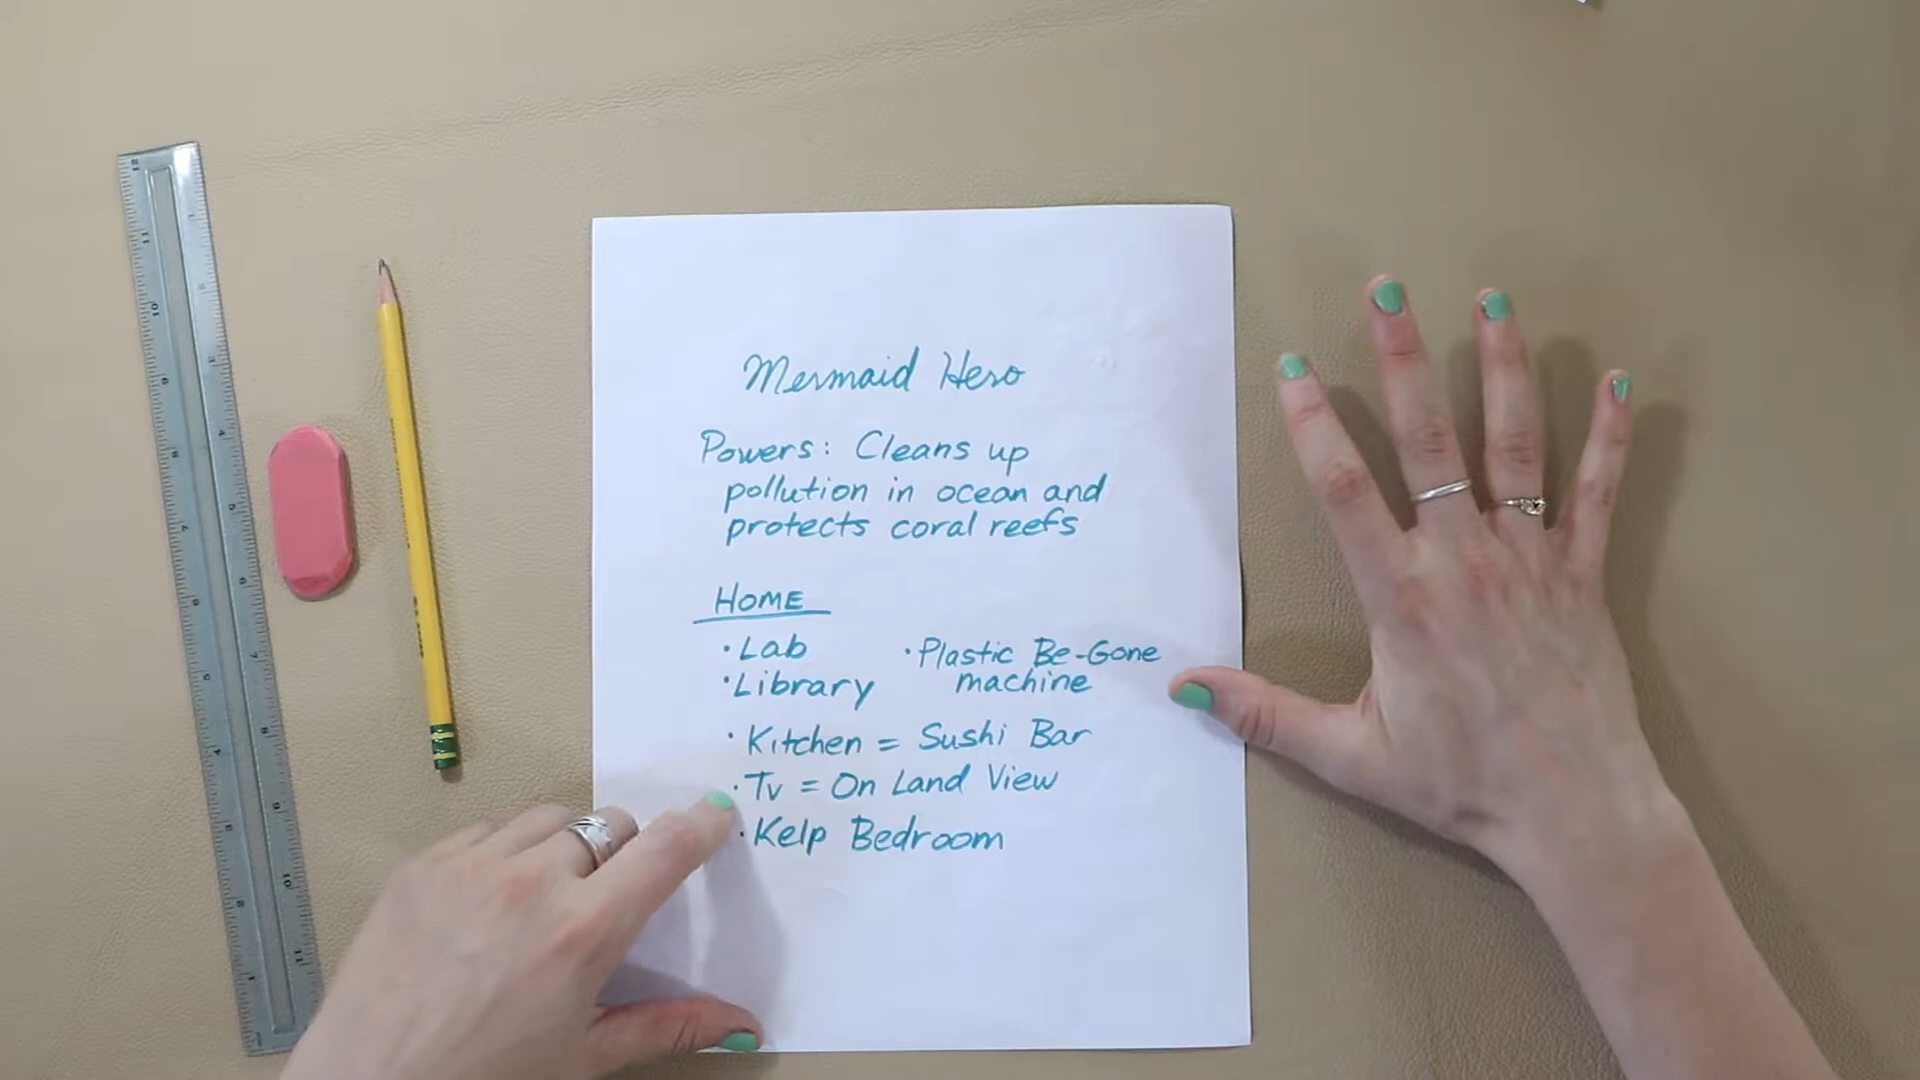 Mermaid Hero
Powers: Cleans up
pollution in ocean and
protects coral reefs
HOME
• Lab
• Library
• Plastic Be-Gone
machine
• Kitchen = Sushi Bar
• Tv = On Land View
• Kelp Bedroom